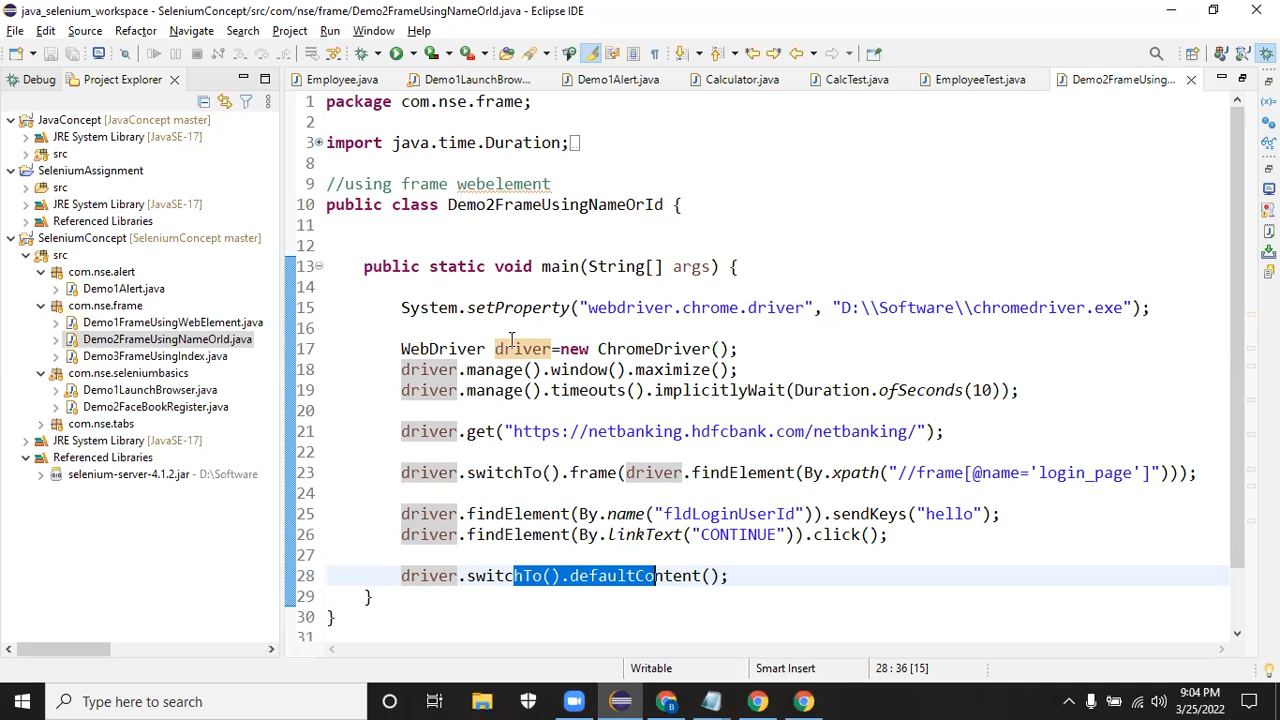 java_selenium_workspace - SeleniumConcept/src/com/nse/frame/Demo2FrameUsingNameOrId.java - Eclipse IDE
File Edit Source Refactor Navigate Search Project Run Window Help
Debug Project Explorer
Employee.java Demo1LaunchBrow... Demo1Alert.java Calculator.java CalcTest.java EmployeeTest.java Demo2FrameUsing...
JavaConcept [JavaConcept master]
JRE System Library [JavaSE-17]
src
SeleniumAssignment
src
JRE System Library [JavaSE-17]
Referenced Libraries
SeleniumConcept [SeleniumConcept master]
src
com.nse.alert
Demo1Alert.java
com.nse.frame
Demo1FrameUsingWebElement.java
Demo2FrameUsingNameOrId.java
Demo3FrameUsingIndex.java
com.nse.seleniumbasics
Demo1LaunchBrowser.java
Demo2FaceBookRegister.java
com.nse.tabs
JRE System Library [JavaSE-17]
Referenced Libraries
selenium-server-4.1.2.jar - D:\Software
1 package com.nse.frame;
2
3 import java.time.Duration;
8
9 //using frame webelement
10 public class Demo2FrameUsingNameOrId {
11
12
13 public static void main(String[] args) {
14
15 System.setProperty("webdriver.chrome.driver", "D:\\Software\\chromedriver.exe");
16
17 WebDriver driver=new ChromeDriver();
18 driver.manage().window().maximize();
19 driver.manage().timeouts().implicitlyWait(Duration.ofSeconds(10));
20
21 driver.get("https://netbanking.hdfcbank.com/netbanking/");
22
23 driver.switchTo().frame(driver.findElement(By.xpath("//frame[@name='login_page']")));
24
25 driver.findElement(By.name("fldLoginUserId")).sendKeys("hello");
26 driver.findElement(By.linkText("CONTINUE")).click();
27
28 driver.switchTo().defaultContent();
29 }
30 }
31
Writable Smart Insert 28 : 36 [15]
Type here to search
9:04 PM
3/25/2022